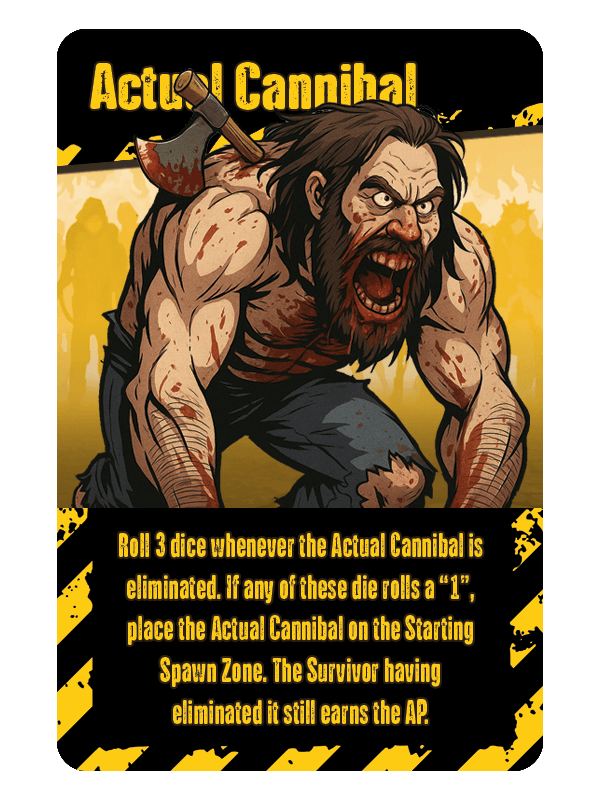 Actual Cannibal
Roll 3 dice whenever the Actual Cannibal is
eliminated. If any of these die rolls a “1”,
place the Actual Cannibal on the Starting
Spawn Zone. The Survivor having
eliminated it still earns the AP.